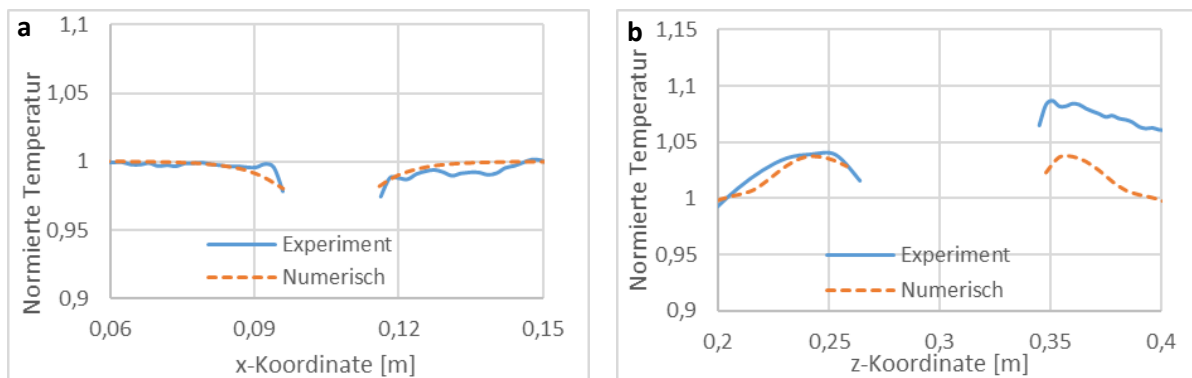 a
1,1
1,05
1
0,95
0,9
Normierte Temperatur
Experiment
Numerisch
0,06
0,09
0,12
0,15
x-Koordinate [m]
b
1,15
1,1
1,05
1
0,95
0,9
Normierte Temperatur
Experiment
Numerisch
0,2
0,25
0,3
0,35
0,4
z-Koordinate [m]